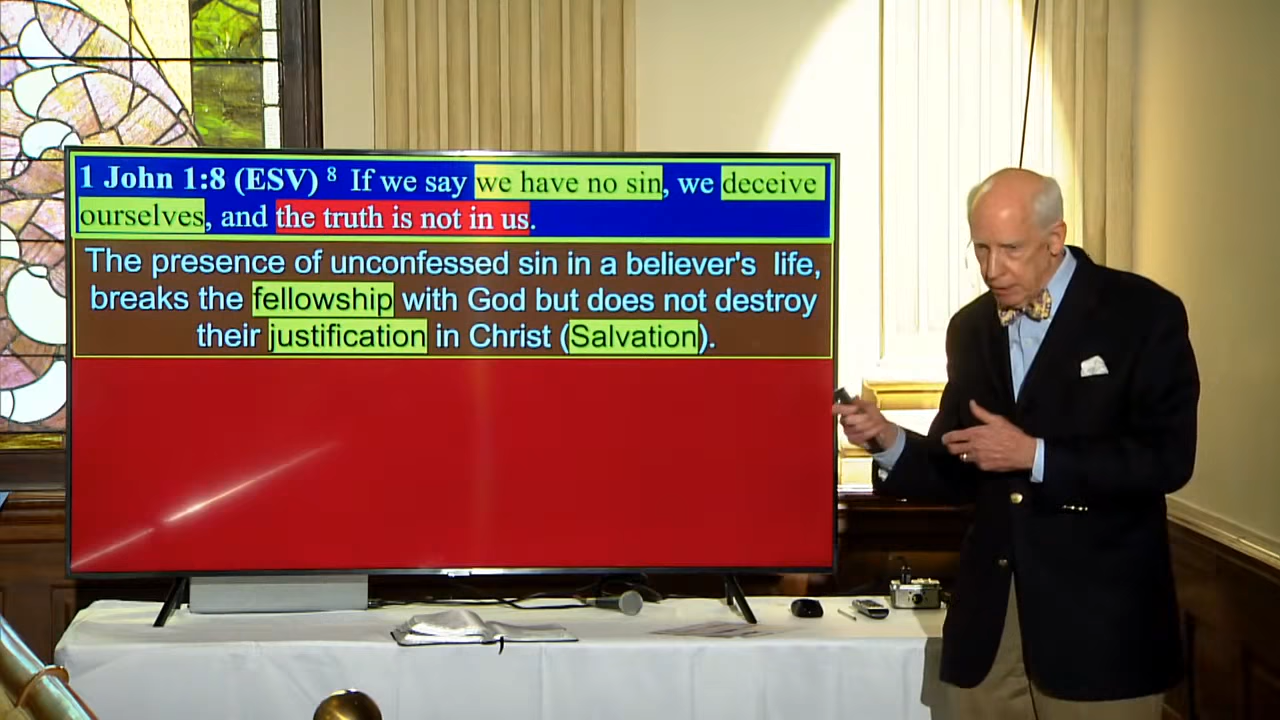 1 John 1:8 (ESV) 8 If we say we have no sin, we deceive
ourselves, and the truth is not in us.
The presence of unconfessed sin in a believer's life,
breaks the fellowship with God but does not destroy
their justification in Christ (Salvation).